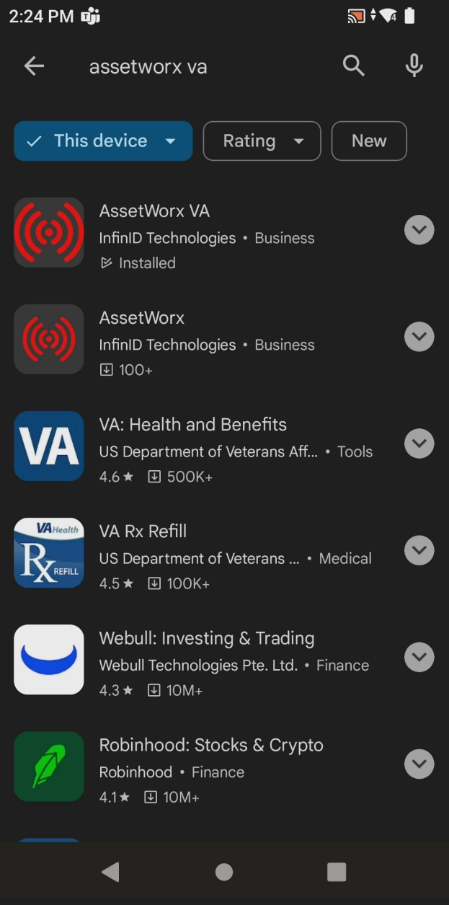 2:24 PM
assetworx va
This device
Rating
New
AssetWorx VA
InfinID Technologies • Business
Installed
AssetWorx
InfinID Technologies • Business
100+
VA
VA: Health and Benefits
US Department of Veterans Aff... • Tools
4.6★ 500K+
VA Health
Rx REFILL
VA Rx Refill
US Department of Veterans ... • Medical
4.5★ 100K+
Webull: Investing & Trading
Webull Technologies Pte. Ltd. • Finance
4.3★ 10M+
Robinhood: Stocks & Crypto
Robinhood • Finance
4.1★ 10M+